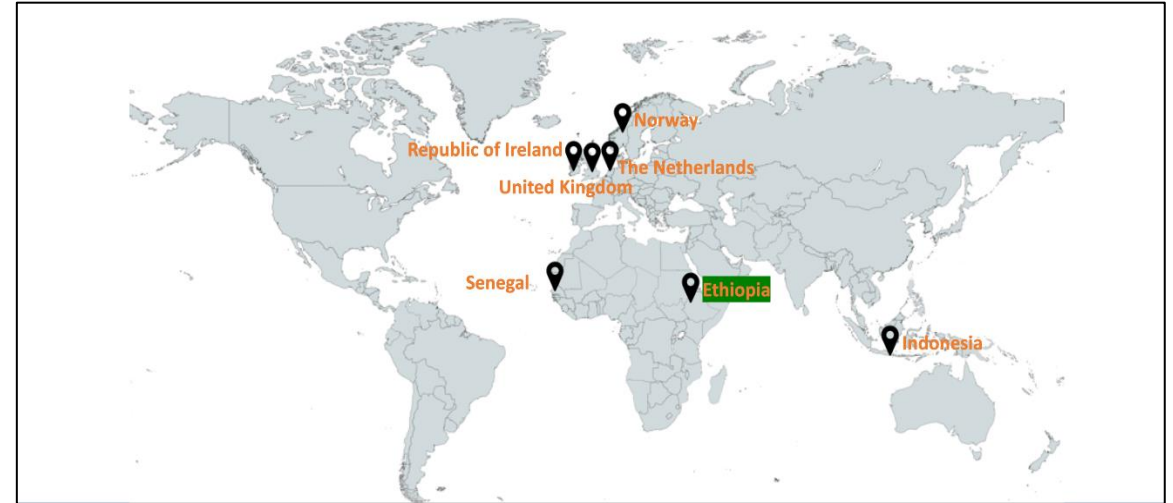 Norway
Republic of Ireland
The Netherlands
United Kingdom
Senegal
Ethiopia
Indonesia